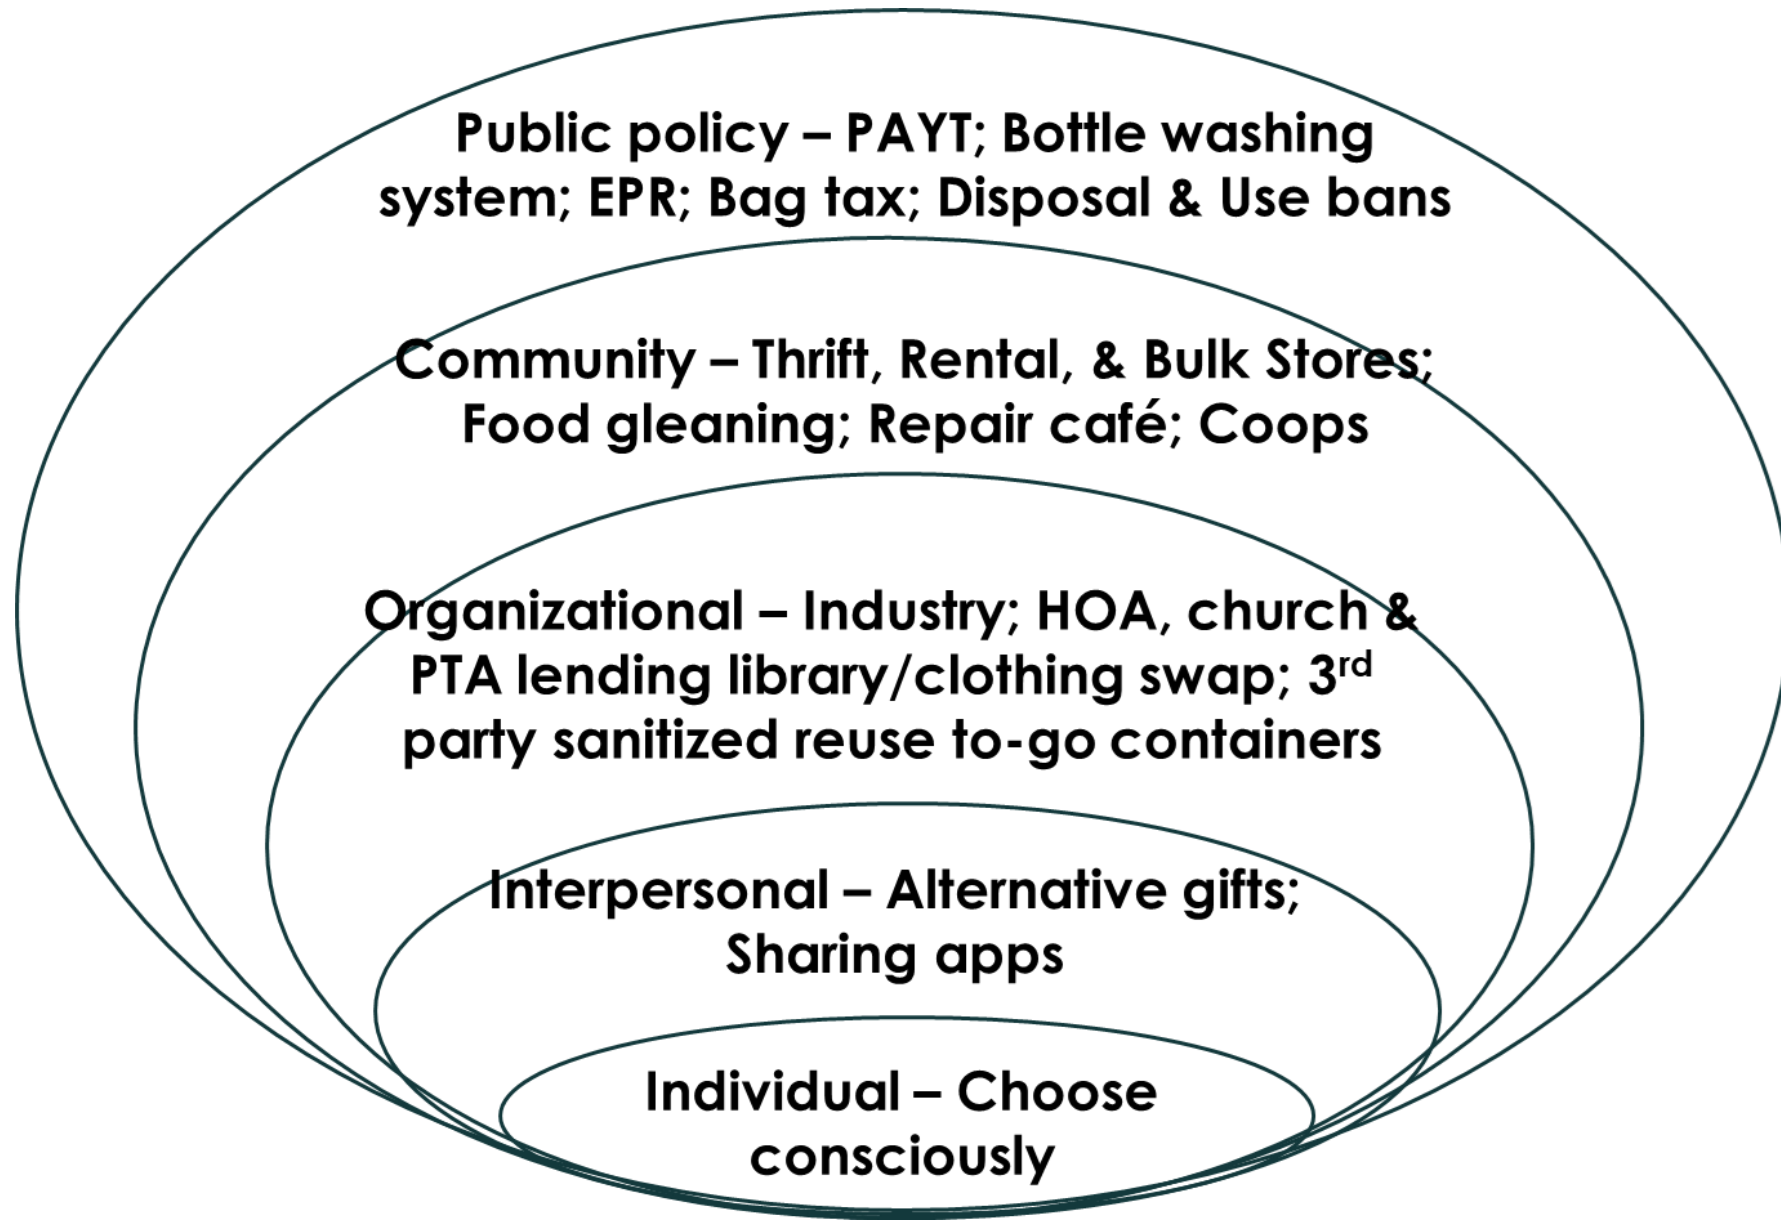 Public policy – PAYT; Bottle washing
system; EPR; Bag tax; Disposal & Use bans
Community – Thrift, Rental, & Bulk Stores;
Food gleaning; Repair café; Coops
Organizational – Industry; HOA, church &
PTA lending library/clothing swap; 3rd
party sanitized reuse to-go containers
Interpersonal – Alternative gifts;
Sharing apps
Individual – Choose
consciously